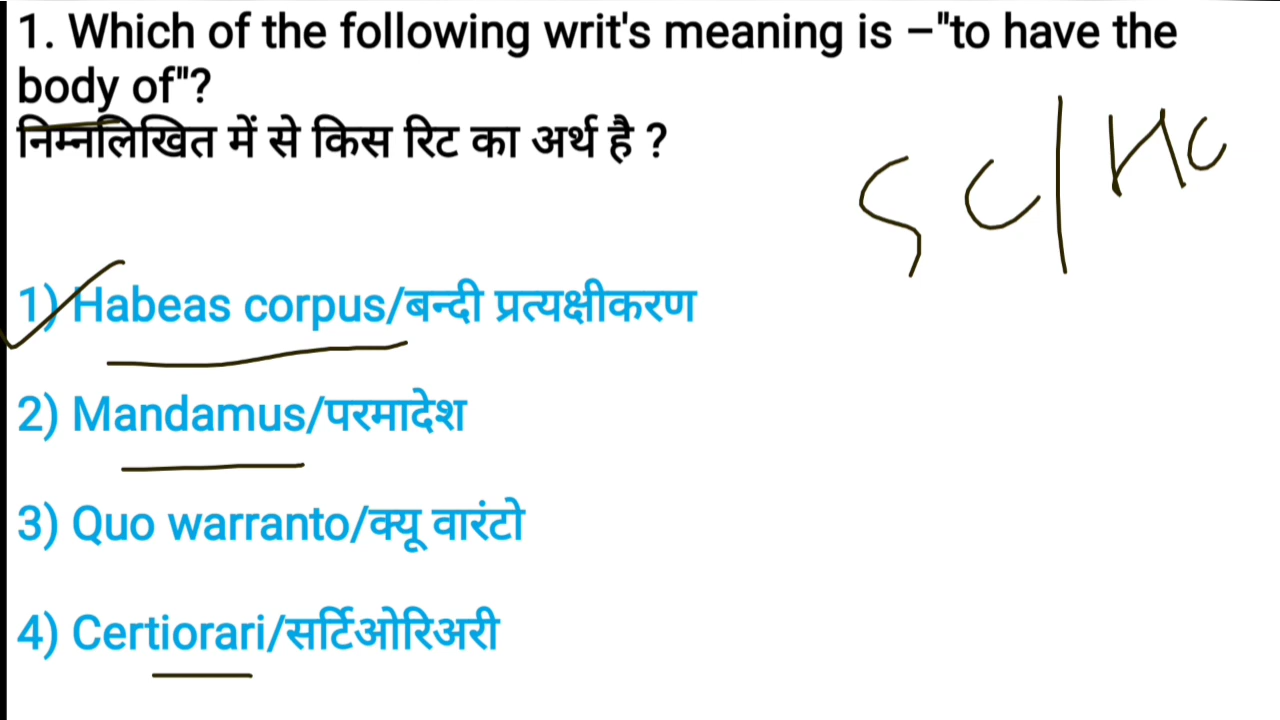 1. Which of the following writ's meaning is –"to have the
body of"?
निम्नलिखित में से किस रिट का अर्थ है ?
SC/HC
1) Habeas corpus/बन्दी प्रत्यक्षीकरण
2) Mandamus/परमादेश
3) Quo warranto/क्यू वारंटो
4) Certiorari/सर्टिओरिअरी